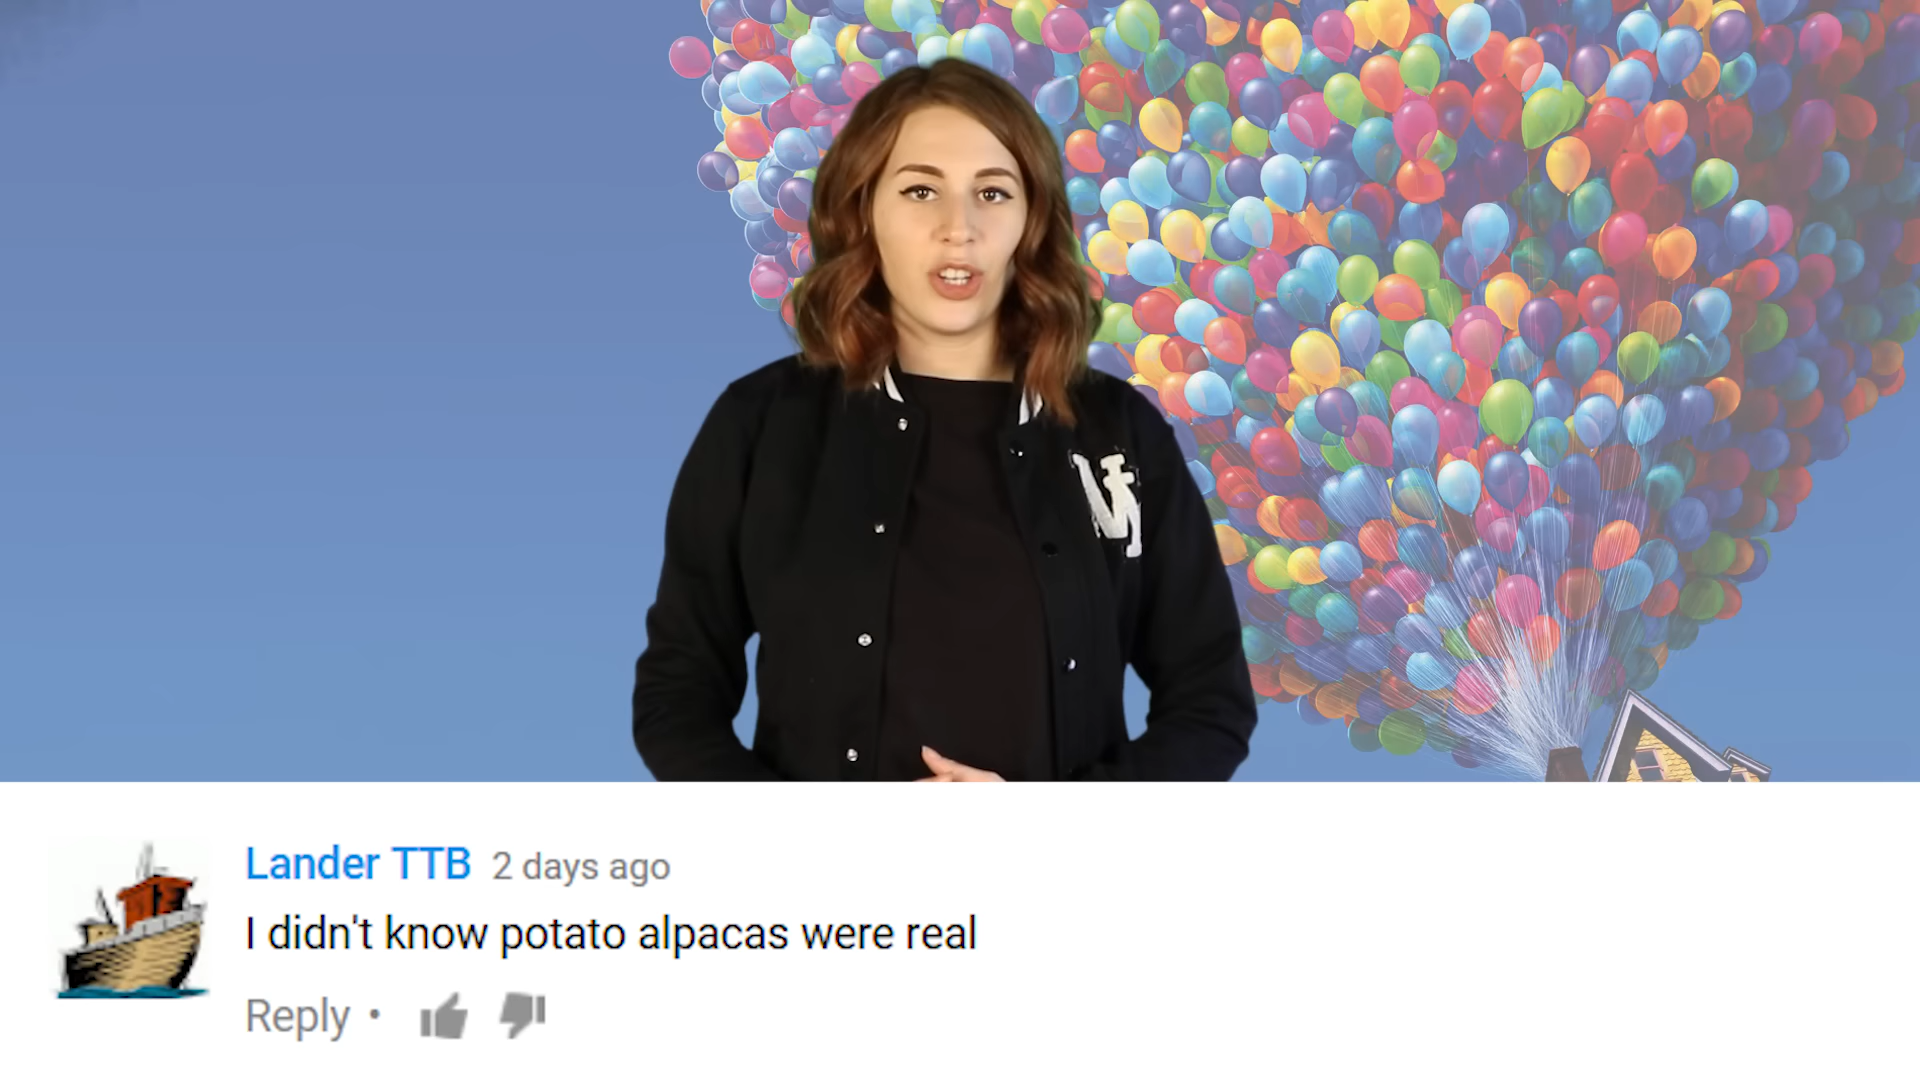 Lander TTB 2 days ago
I didn't know potato alpacas were real
Reply •